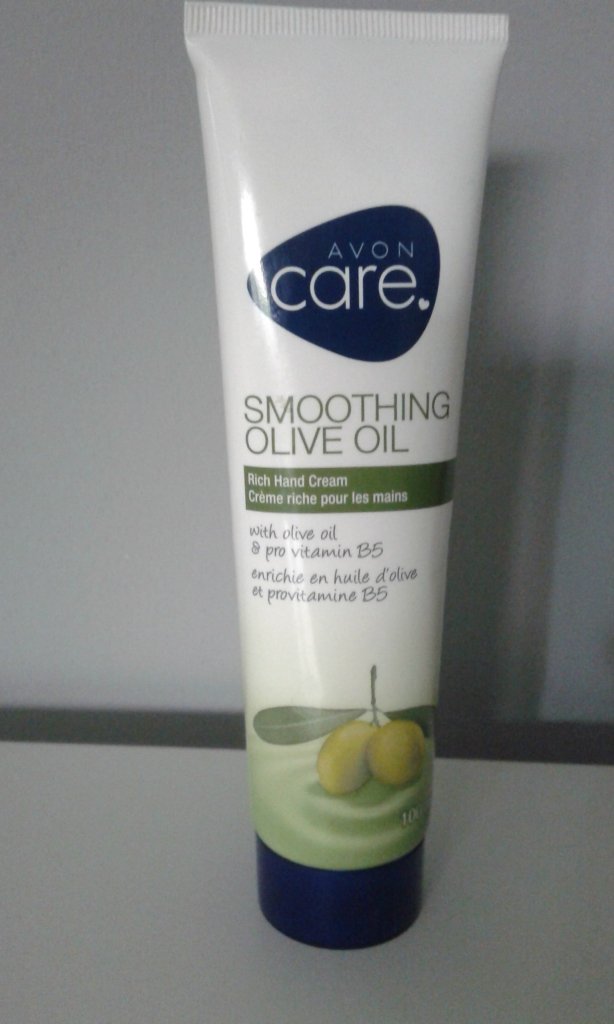 AVON
care.
SMOOTHING
OLIVE OIL
Rich Hand Cream
Crème riche pour les mains
with olive oil
& pro vitamin B5
enrichie en huile d'olive
et provitamine B5